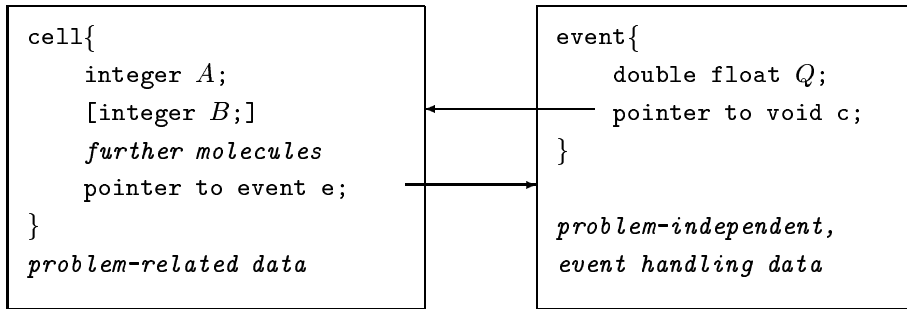 cell{
integer A;
[integer B;]
further molecules
pointer to event e;
}
problem-related data
event{
double float Q;
pointer to void c;
}
problem-independent,
event handling data